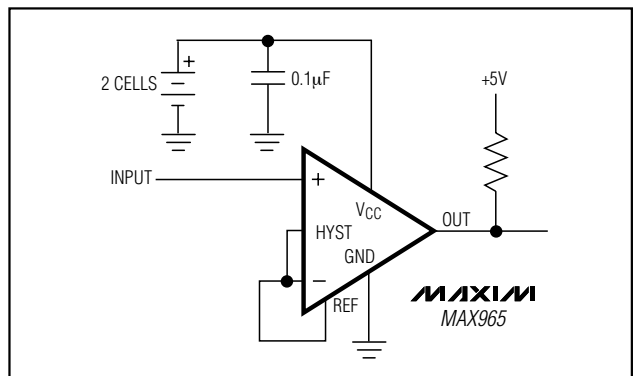 +
2 CELLS
0.1µF
+5V
INPUT
+
VCC
OUT
HYST
GND
−
REF
MAXIM
MAX965